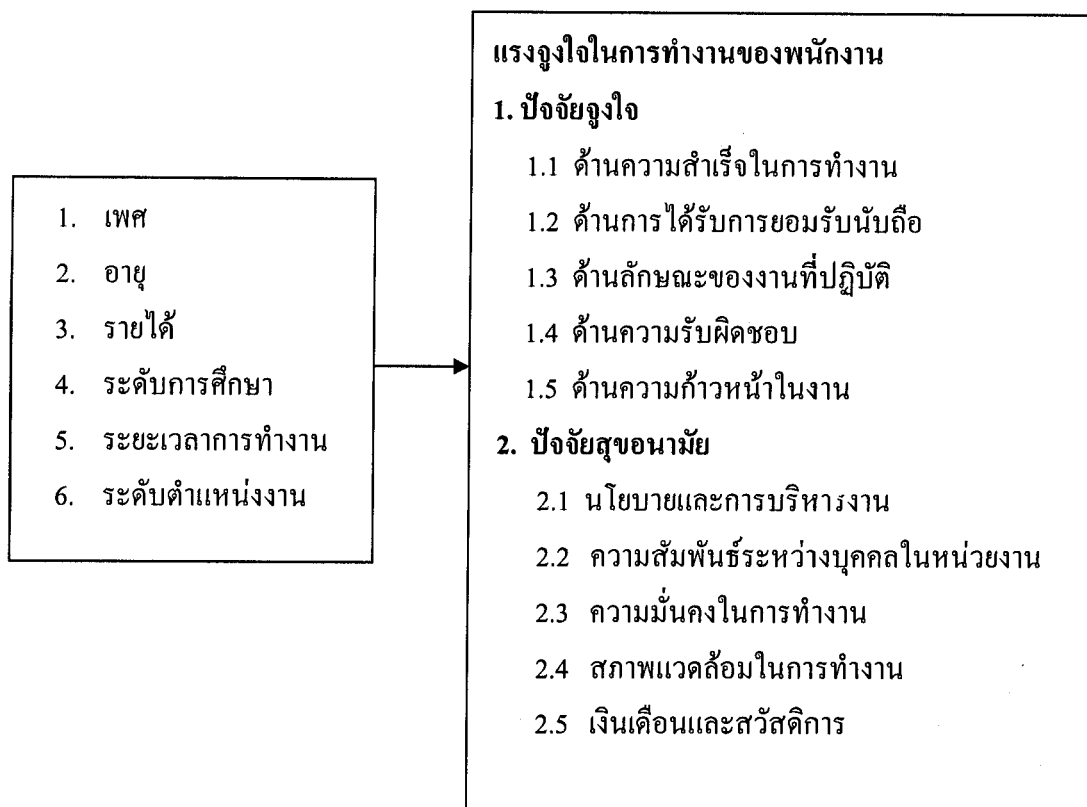 1. เพศ
2. อายุ
3. รายได้
4. ระดับการศึกษา
5. ระยะเวลาการทำงาน
6. ระดับตำแหน่งงาน
แรงจูงใจในการทำงานของพนักงาน
1. ปัจจัยจูงใจ
1.1 ด้านความสำเร็จในการทำงาน
1.2 ด้านการได้รับการยอมรับนับถือ
1.3 ด้านลักษณะของงานที่ปฏิบัติ
1.4 ด้านความรับผิดชอบ
1.5 ด้านความก้าวหน้าในงาน
2. ปัจจัยสุขอนามัย
2.1 นโยบายและการบริหารงาน
2.2 ความสัมพันธ์ระหว่างบุคคลในหน่วยงาน
2.3 ความมั่นคงในการทำงาน
2.4 สภาพแวดล้อมในการทำงาน
2.5 เงินเดือนและสวัสดิการ